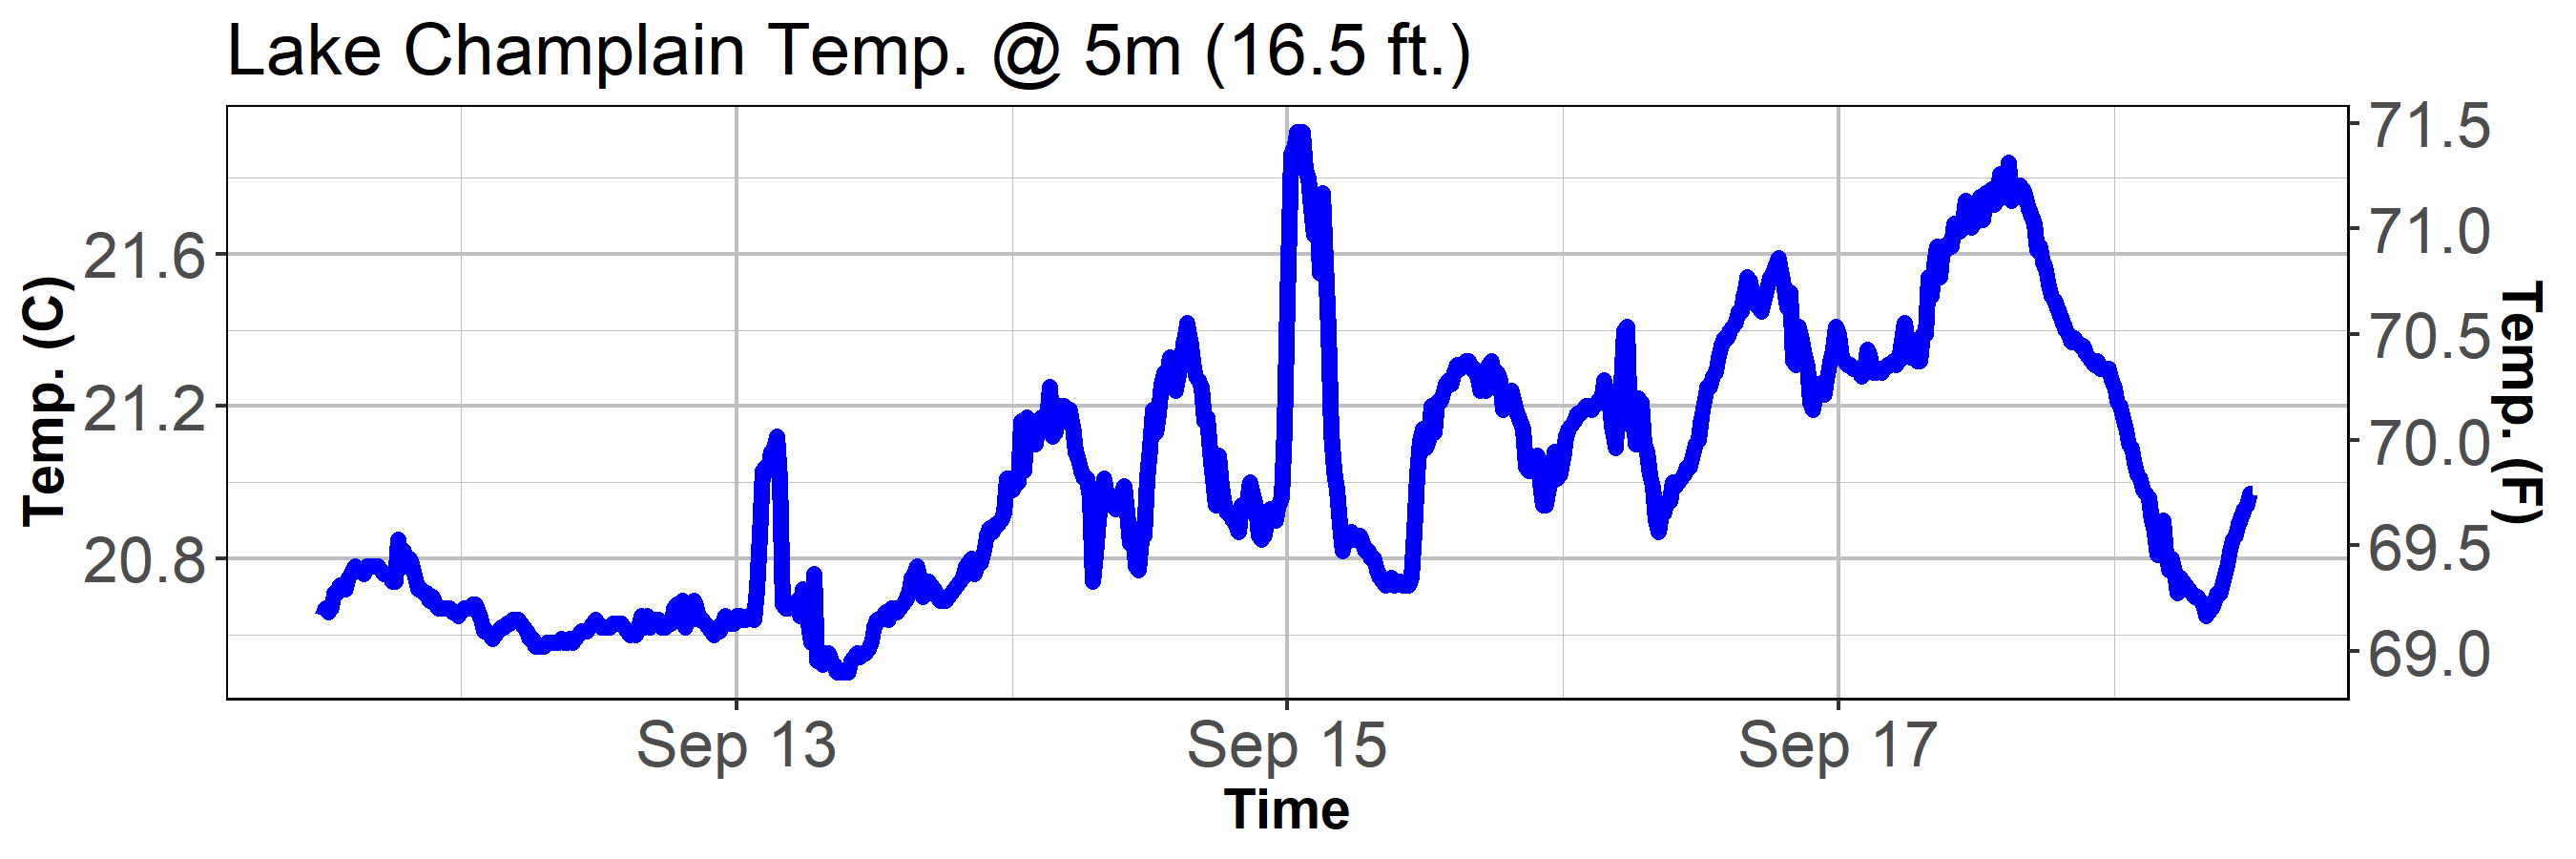 Lake Champlain Temp. @ 5m (16.5 ft.)
Temp. (C)
21.6
21.2
20.8
71.5
71.0
70.5
70.0
69.5
69.0
Temp. (F)
Sep 13
Sep 15
Sep 17
Time